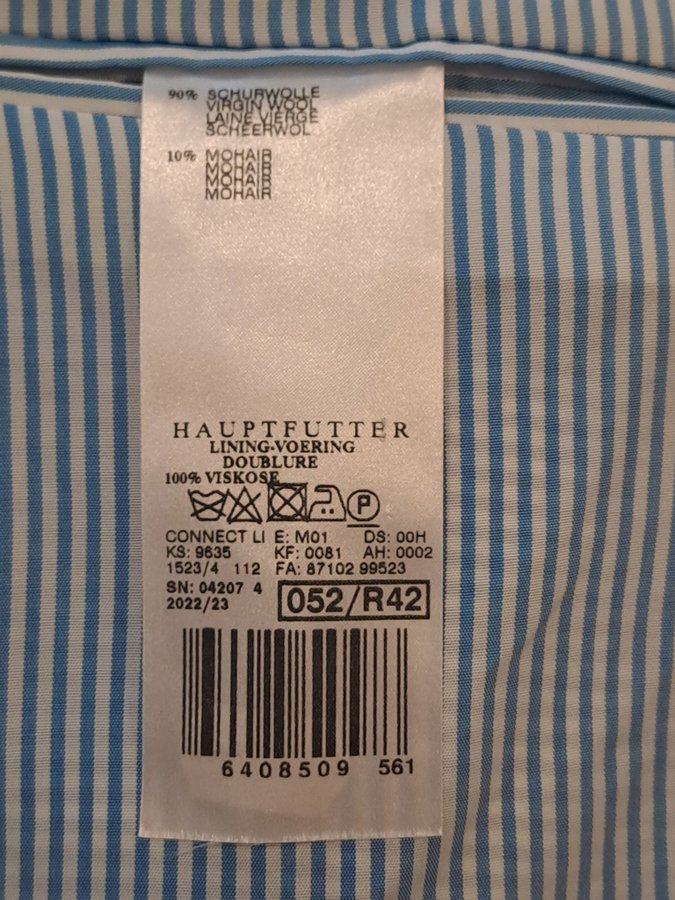 90% SCHURWOLLE
VIRGIN WOOL
LAINE VIERGE
SCHEERWOL
10% MOHAIR
MOHAIR
MOHAIR
MOHAIR
HAUPTFUTTER
LINING-VOERING
DOUBLURE
100% VISKOSE
P
CONNECT LI E: M01 DS: 00H
KS: 9635 KF: 0081 AH: 0002
1523/4 112 FA: 87102 99523
SN: 04207 4
2022/23
052/R42
6408509 561